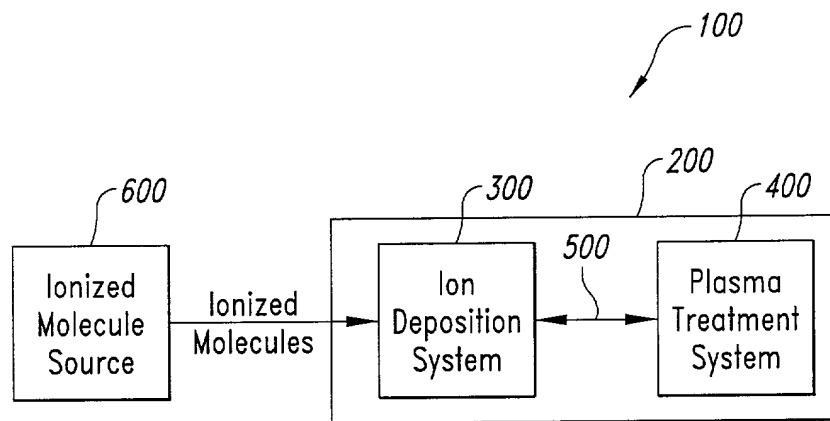 100
200
600
300
400
500
Ionized
Molecule
Source
Ionized
Molecules
Ion
Deposition
System
Plasma
Treatment
System